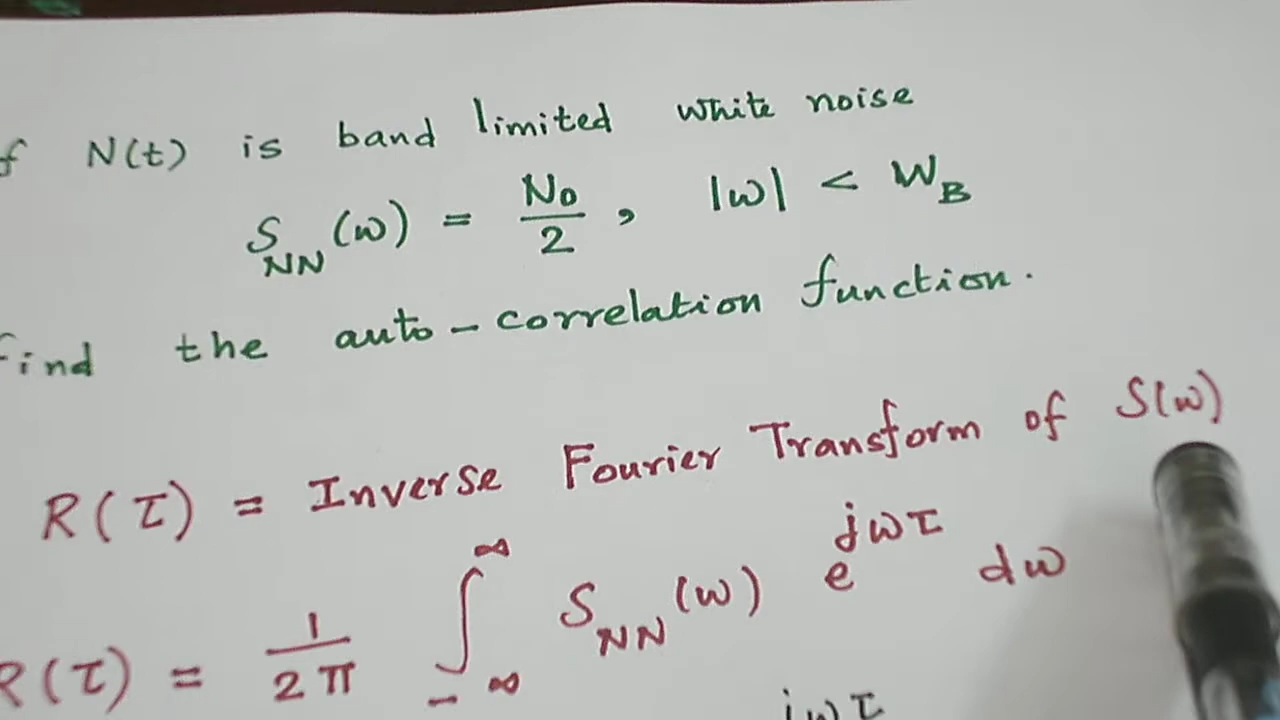 f N(t) is band limited white noise
S_NN (ω) = N0/2 , |ω| < W_B
find the auto-correlation function.
R(τ) = Inverse Fourier Transform of S(ω)
R(τ) = 1/2π ∫_-∞^∞ S_NN (ω) e^jωτ dω
jωτ